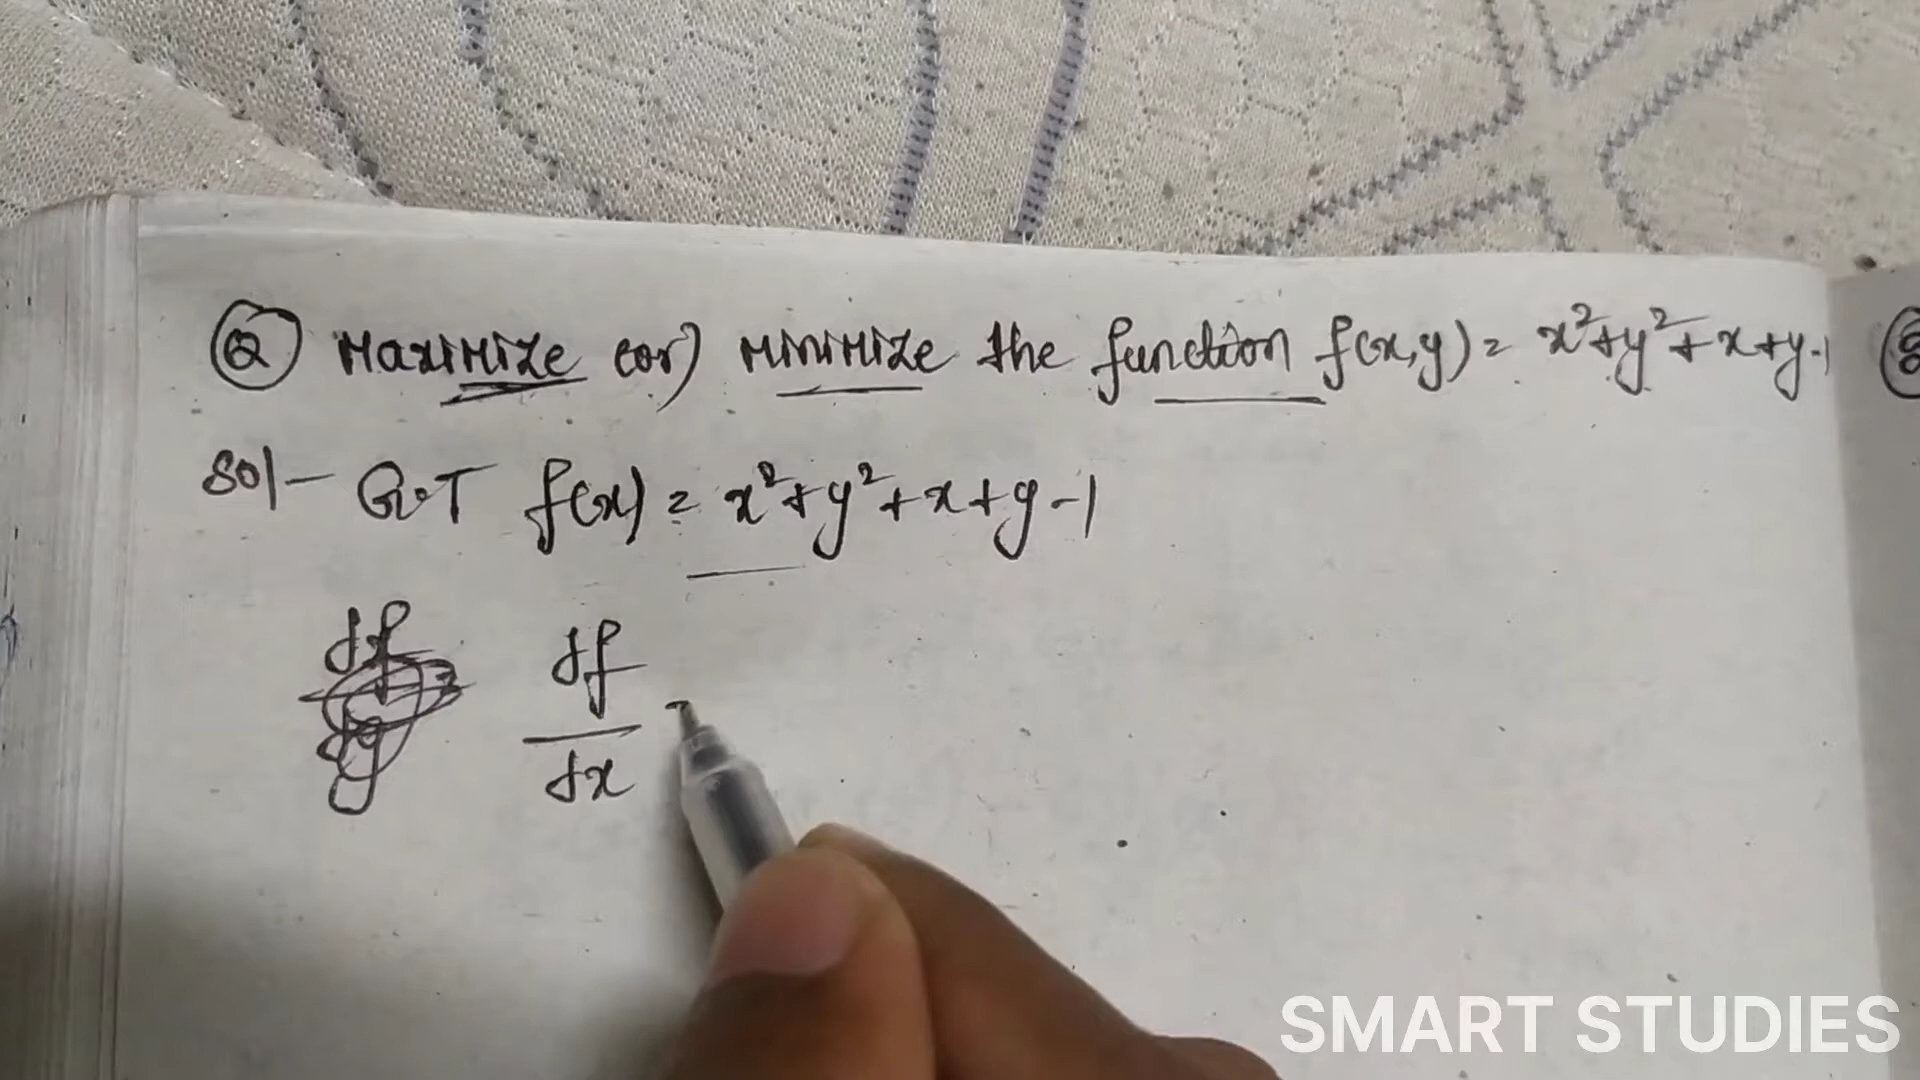 Q Maximize (or) minimize the function f(x,y) = x²+y²+x+y-1
Sol- G.T f(x) = x²+y²+x+y-1
df
dx
SMART STUDIES